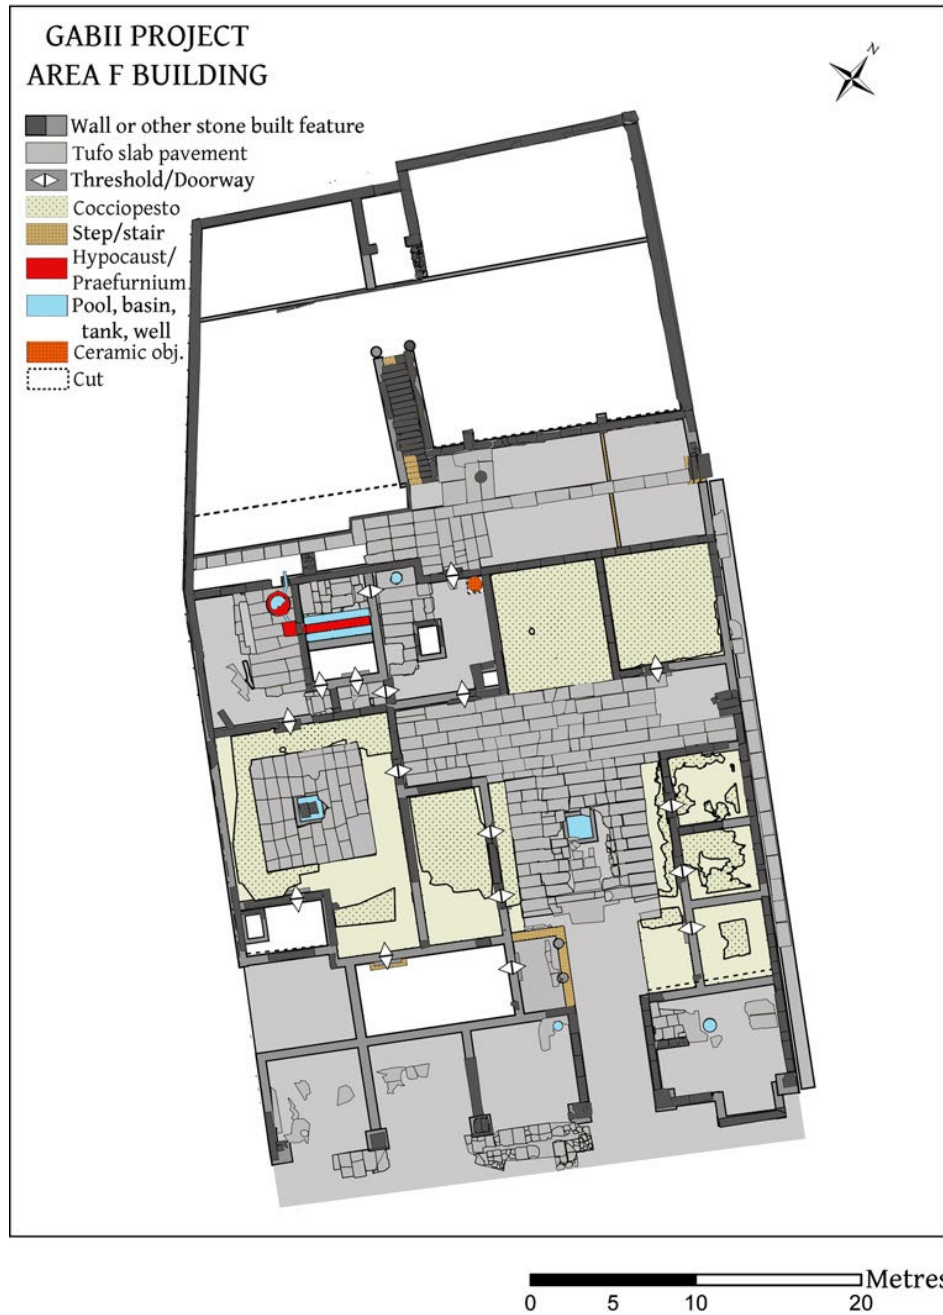 GABII PROJECT
AREA F BUILDING
N
Wall or other stone built feature
Tufo slab pavement
Threshold/Doorway
Cocciopesto
Step/stair
Hypocaust/
Praefurnium
Pool, basin,
tank, well
Ceramic obj.
Cut
Metres
0 5 10 20